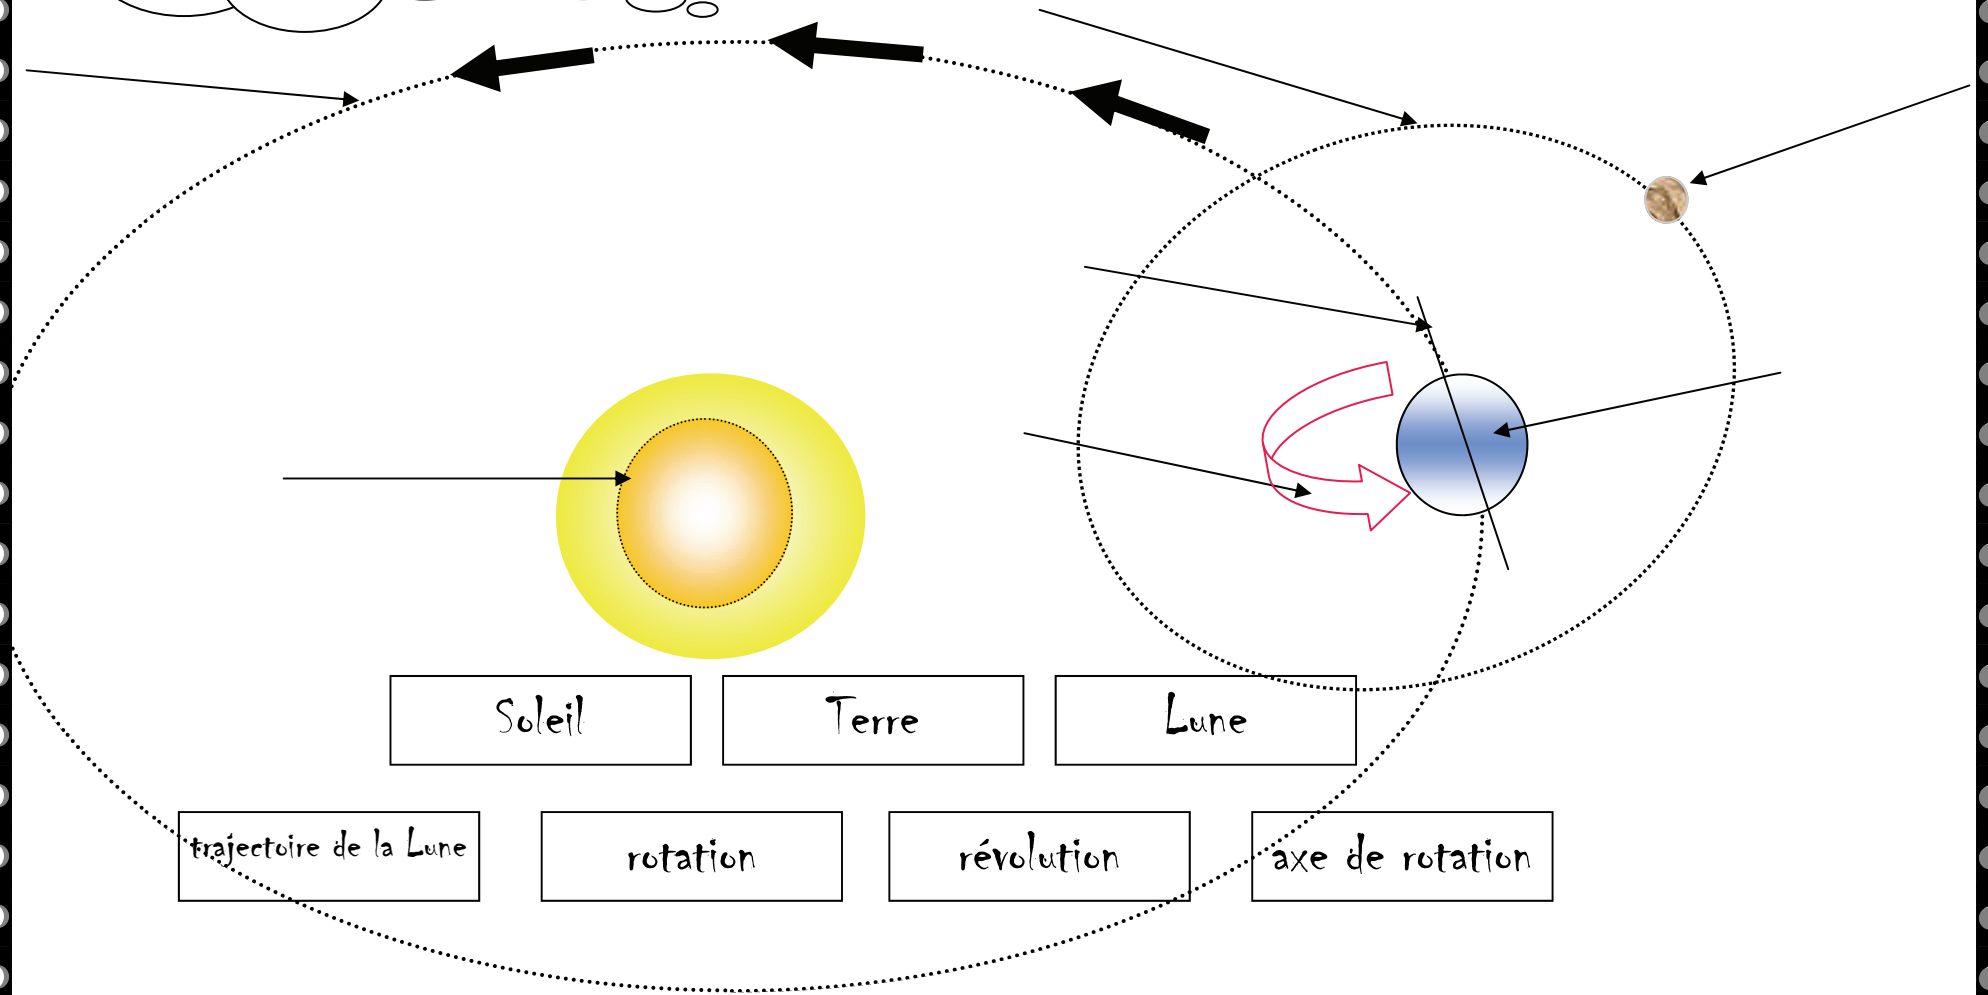 Soleil
Terre
Lune
trajectoire de la Lune
rotation
révolution
axe de rotation